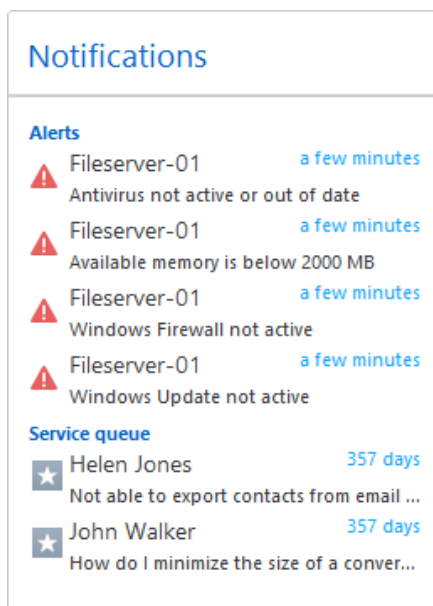 Notifications
Alerts
Fileserver-01 a few minutes
Antivirus not active or out of date
Fileserver-01 a few minutes
Available memory is below 2000 MB
Fileserver-01 a few minutes
Windows Firewall not active
Fileserver-01 a few minutes
Windows Update not active
Service queue
Helen Jones 357 days
Not able to export contacts from email ...
John Walker 357 days
How do I minimize the size of a conver...